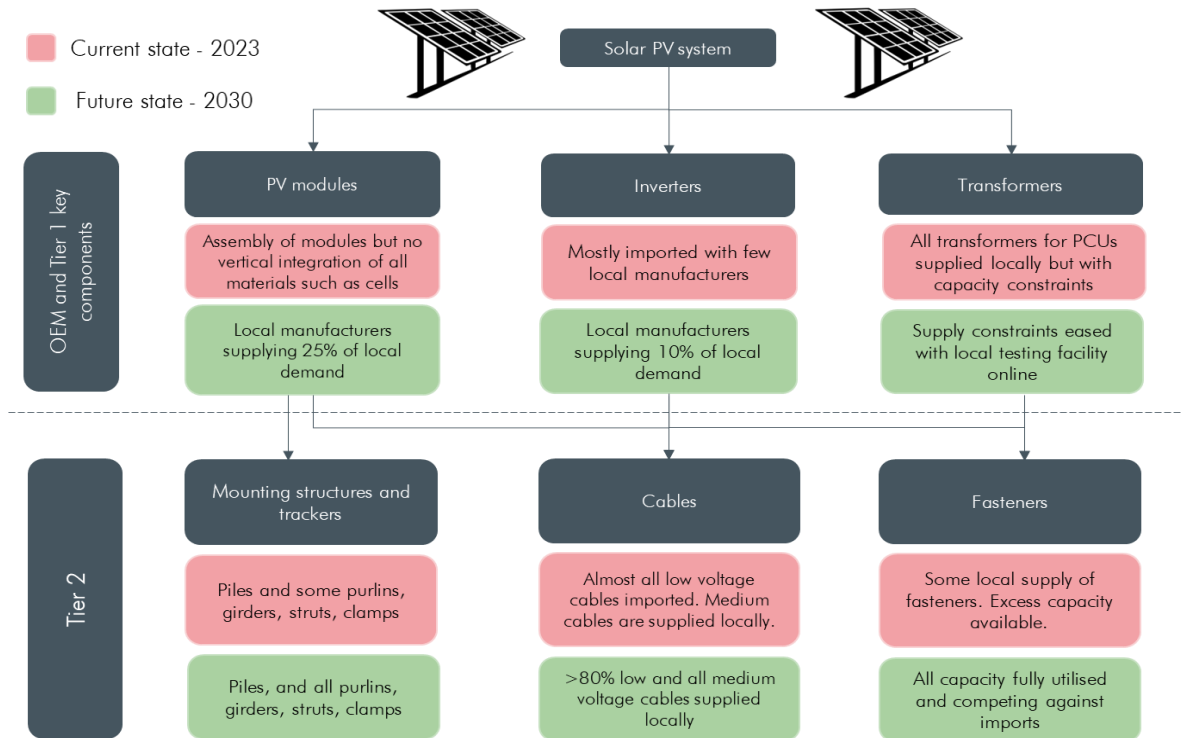 Current state - 2023
Future state - 2030
Solar PV system
OEM and Tier 1 key
components
PV modules
Inverters
Transformers
Assembly of modules but no
vertical integration of all
materials such as cells
Mostly imported with few
local manufacturers
All transformers for PCUs
supplied locally but with
capacity constraints
Local manufacturers
supplying 25% of local
demand
Local manufacturers
supplying 10% of local
demand
Supply constraints eased
with local testing facility
online
Tier 2
Mounting structures and
trackers
Cables
Fasteners
Piles and some purlins,
girders, struts, clamps
Almost all low voltage
cables imported. Medium
cables are supplied locally.
Some local supply of
fasteners. Excess capacity
available.
Piles, and all purlins,
girders, struts, clamps
>80% low and all medium
voltage cables supplied
locally
All capacity fully utilised
and competing against
imports